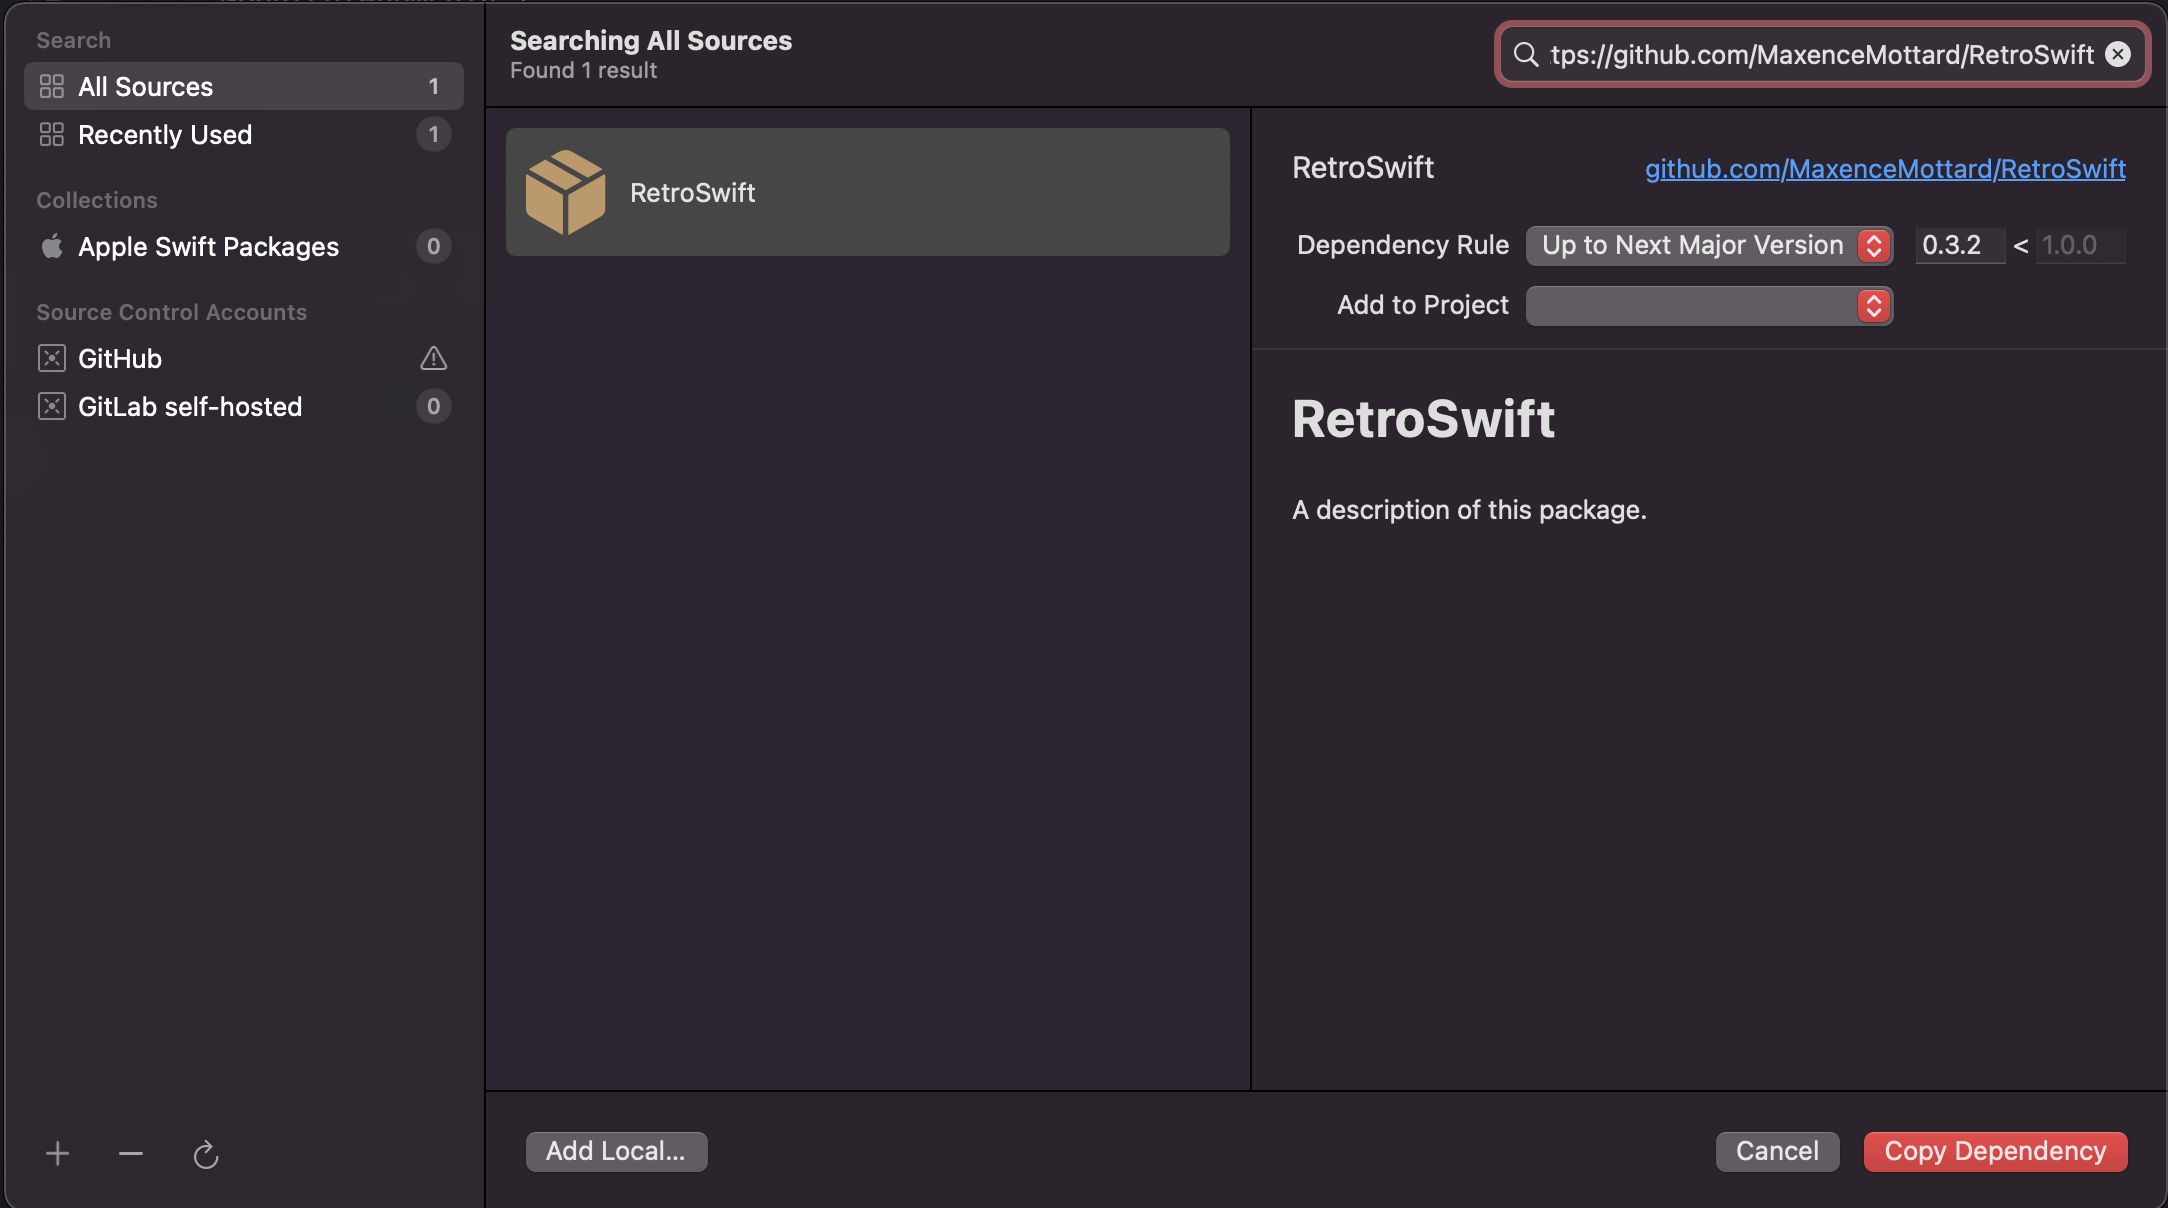 Search
All Sources 1
Recently Used 1
Collections
Apple Swift Packages 0
Source Control Accounts
GitHub
GitLab self-hosted 0
Searching All Sources
Found 1 result
tps://github.com/MaxenceMottard/RetroSwift
RetroSwift
RetroSwift github.com/MaxenceMottard/RetroSwift
Dependency Rule Up to Next Major Version 0.3.2 < 1.0.0
Add to Project
RetroSwift
A description of this package.
Add Local...
Cancel
Copy Dependency